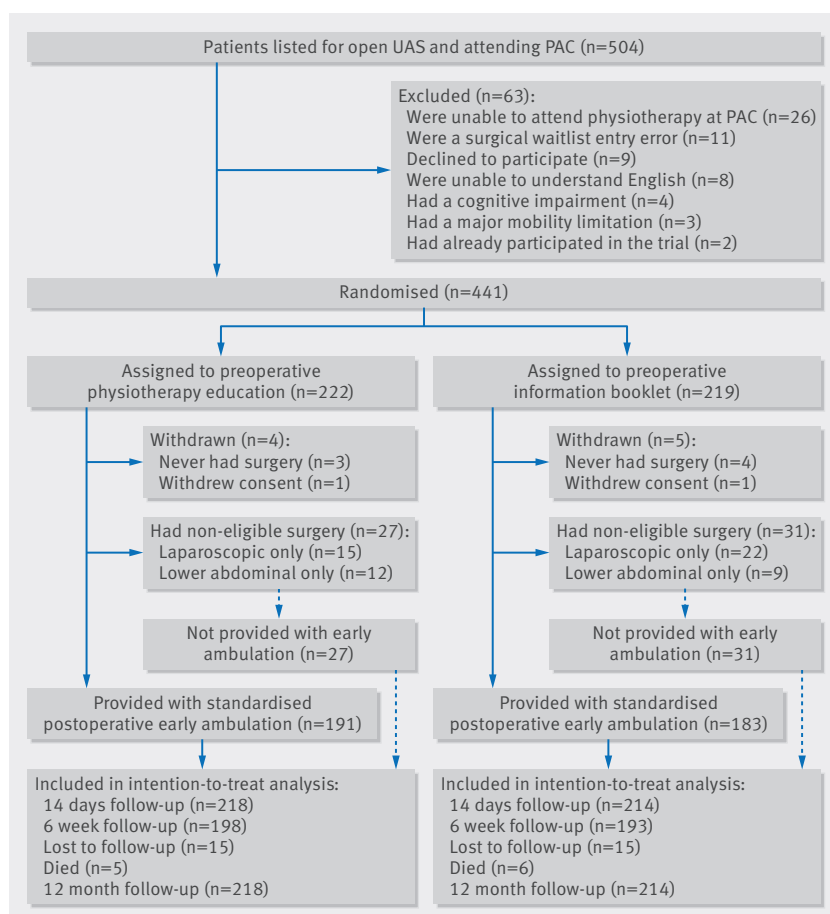 Patients listed for open UAS and attending PAC (n=504)
Excluded (n=63):
Were unable to attend physiotherapy at PAC (n=26)
Were a surgical waitlist entry error (n=11)
Declined to participate (n=9)
Were unable to understand English (n=8)
Had a cognitive impairment (n=4)
Had a major mobility limitation (n=3)
Had already participated in the trial (n=2)
Randomised (n=441)
Assigned to preoperative
physiotherapy education (n=222)
Withdrawn (n=4):
Never had surgery (n=3)
Withdrew consent (n=1)
Had non-eligible surgery (n=27):
Laparoscopic only (n=15)
Lower abdominal only (n=12)
Not provided with early
ambulation (n=27)
Provided with standardised
postoperative early ambulation (n=191)
Included in intention-to-treat analysis:
14 days follow-up (n=218)
6 week follow-up (n=198)
Lost to follow-up (n=15)
Died (n=5)
12 month follow-up (n=218)
Assigned to preoperative
information booklet (n=219)
Withdrawn (n=5):
Never had surgery (n=4)
Withdrew consent (n=1)
Had non-eligible surgery (n=31):
Laparoscopic only (n=22)
Lower abdominal only (n=9)
Not provided with early
ambulation (n=31)
Provided with standardised
postoperative early ambulation (n=183)
Included in intention-to-treat analysis:
14 days follow-up (n=214)
6 week follow-up (n=193)
Lost to follow-up (n=15)
Died (n=6)
12 month follow-up (n=214)